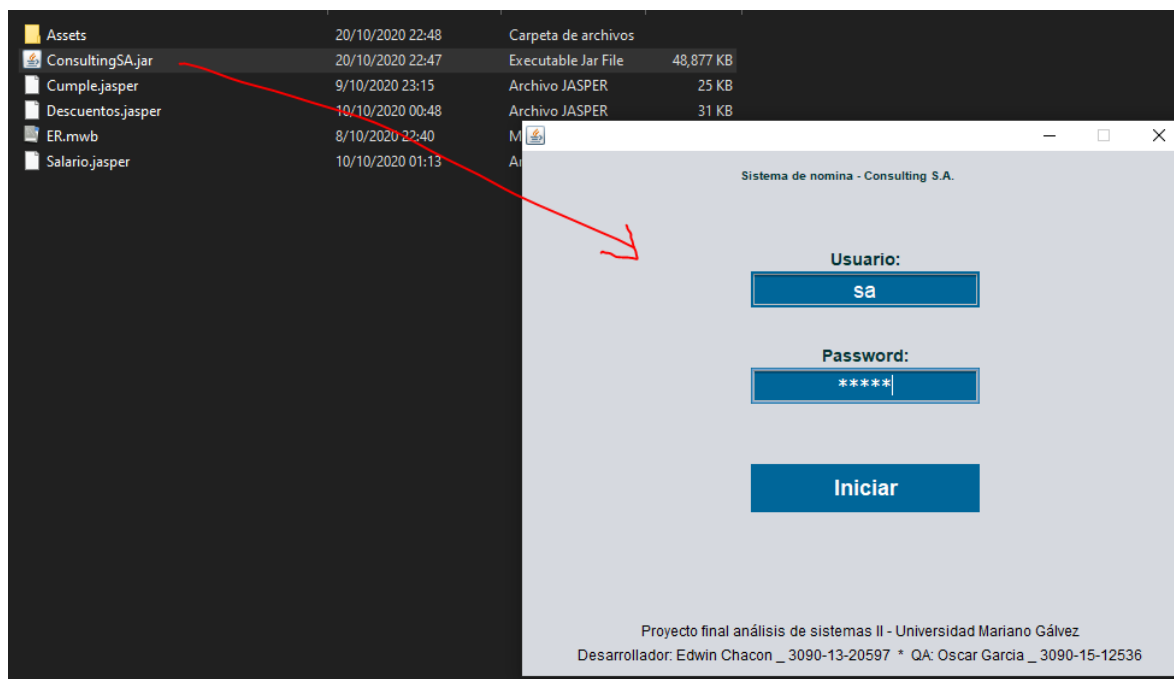 Assets 20/10/2020 22:48 Carpeta de archivos
ConsultingSA.jar 20/10/2020 22:47 Executable Jar File 48,877 KB
Cumple.jasper 9/10/2020 23:15 Archivo JASPER 25 KB
Descuentos.jasper 10/10/2020 00:48 Archivo JASPER 31 KB
ER.mwb 8/10/2020 22:40 M
Salario.jasper 10/10/2020 01:13
Sistema de nomina - Consulting S.A.
Usuario:
sa
Password:
*****
Iniciar
Proyecto final análisis de sistemas II - Universidad Mariano Gálvez
Desarrollador: Edwin Chacon _ 3090-13-20597 * QA: Oscar Garcia _ 3090-15-12536